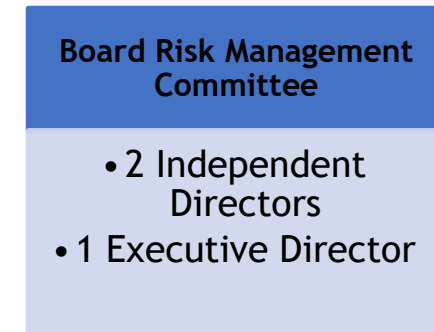 Board Risk Management
Committee
•2 Independent
Directors
•1 Executive Director